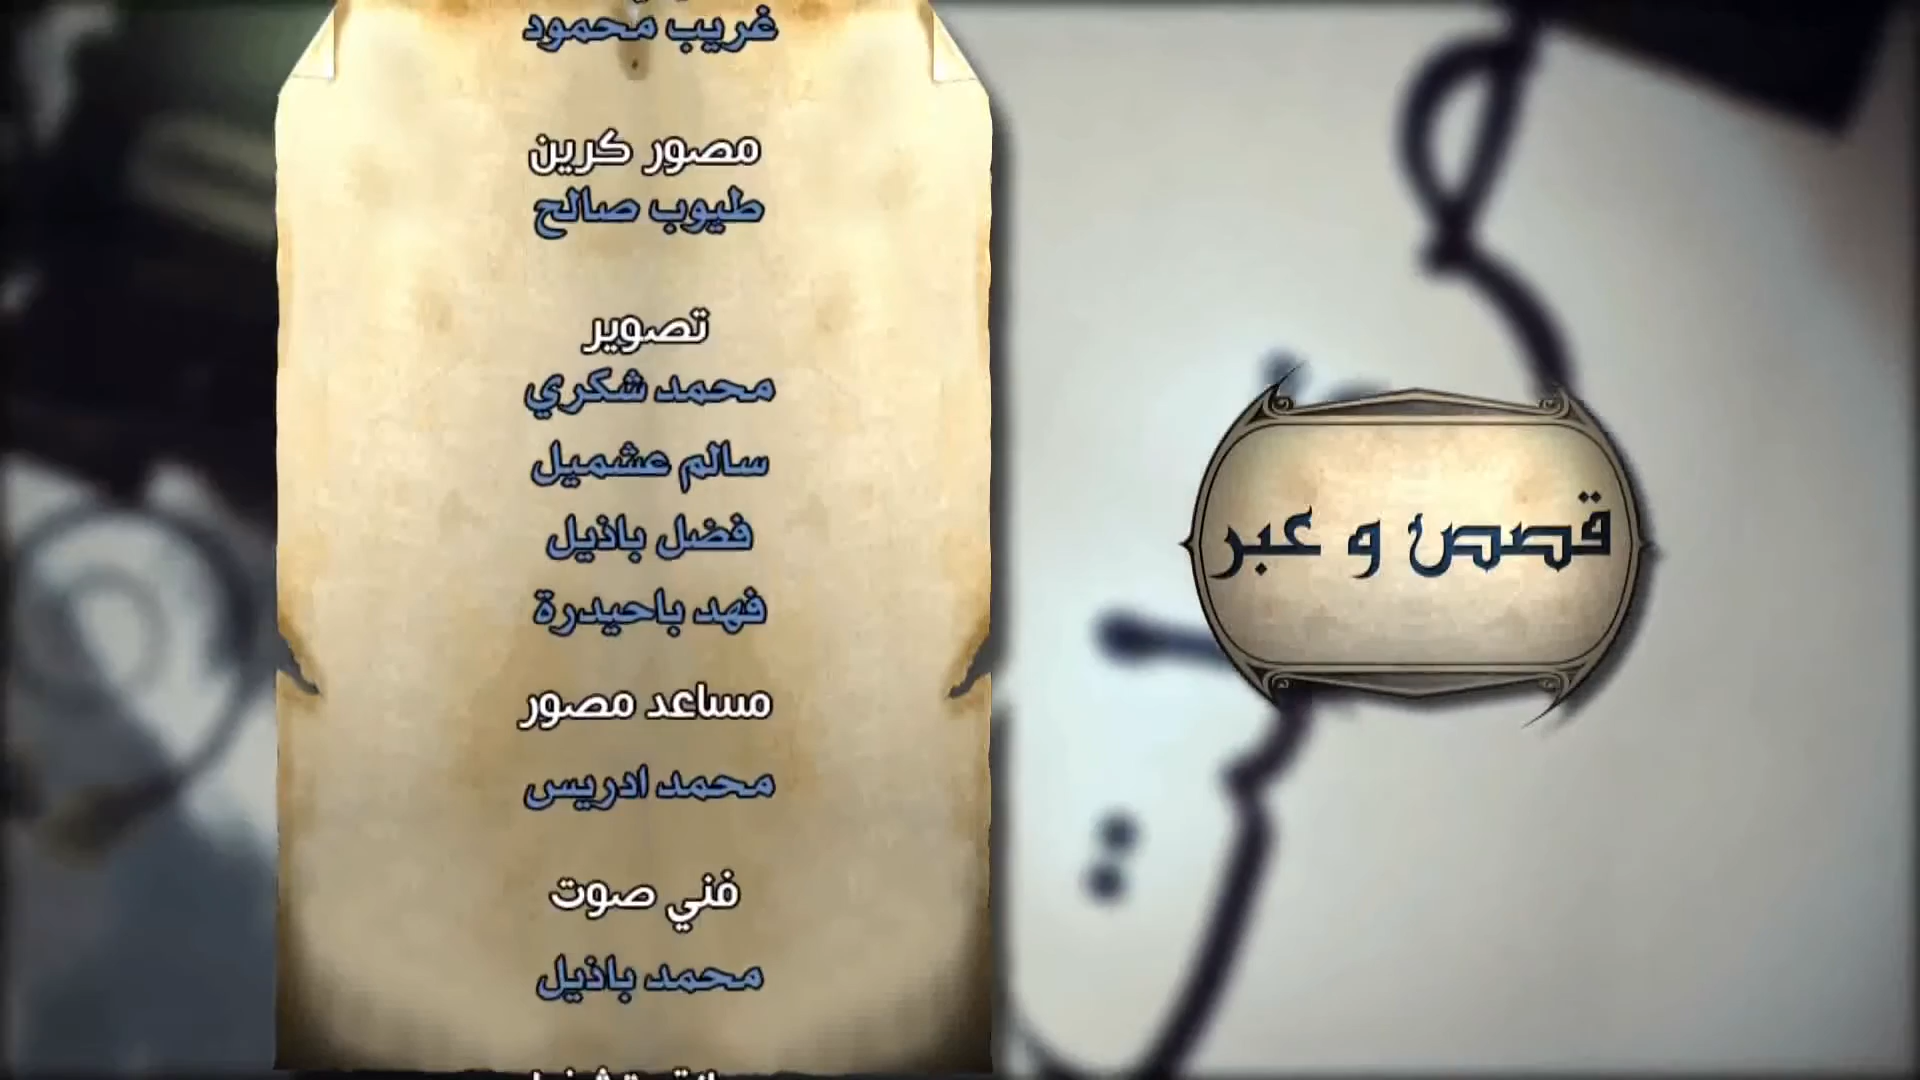 غريب محمود
مصور كرين
طيوب صالح
تصوير
محمد شكري
سالم عشميل
فضل باذيل
فهد باحيدرة
مساعد مصور
محمد ادريس
فني صوت
محمد باذيل
قصص و عبر